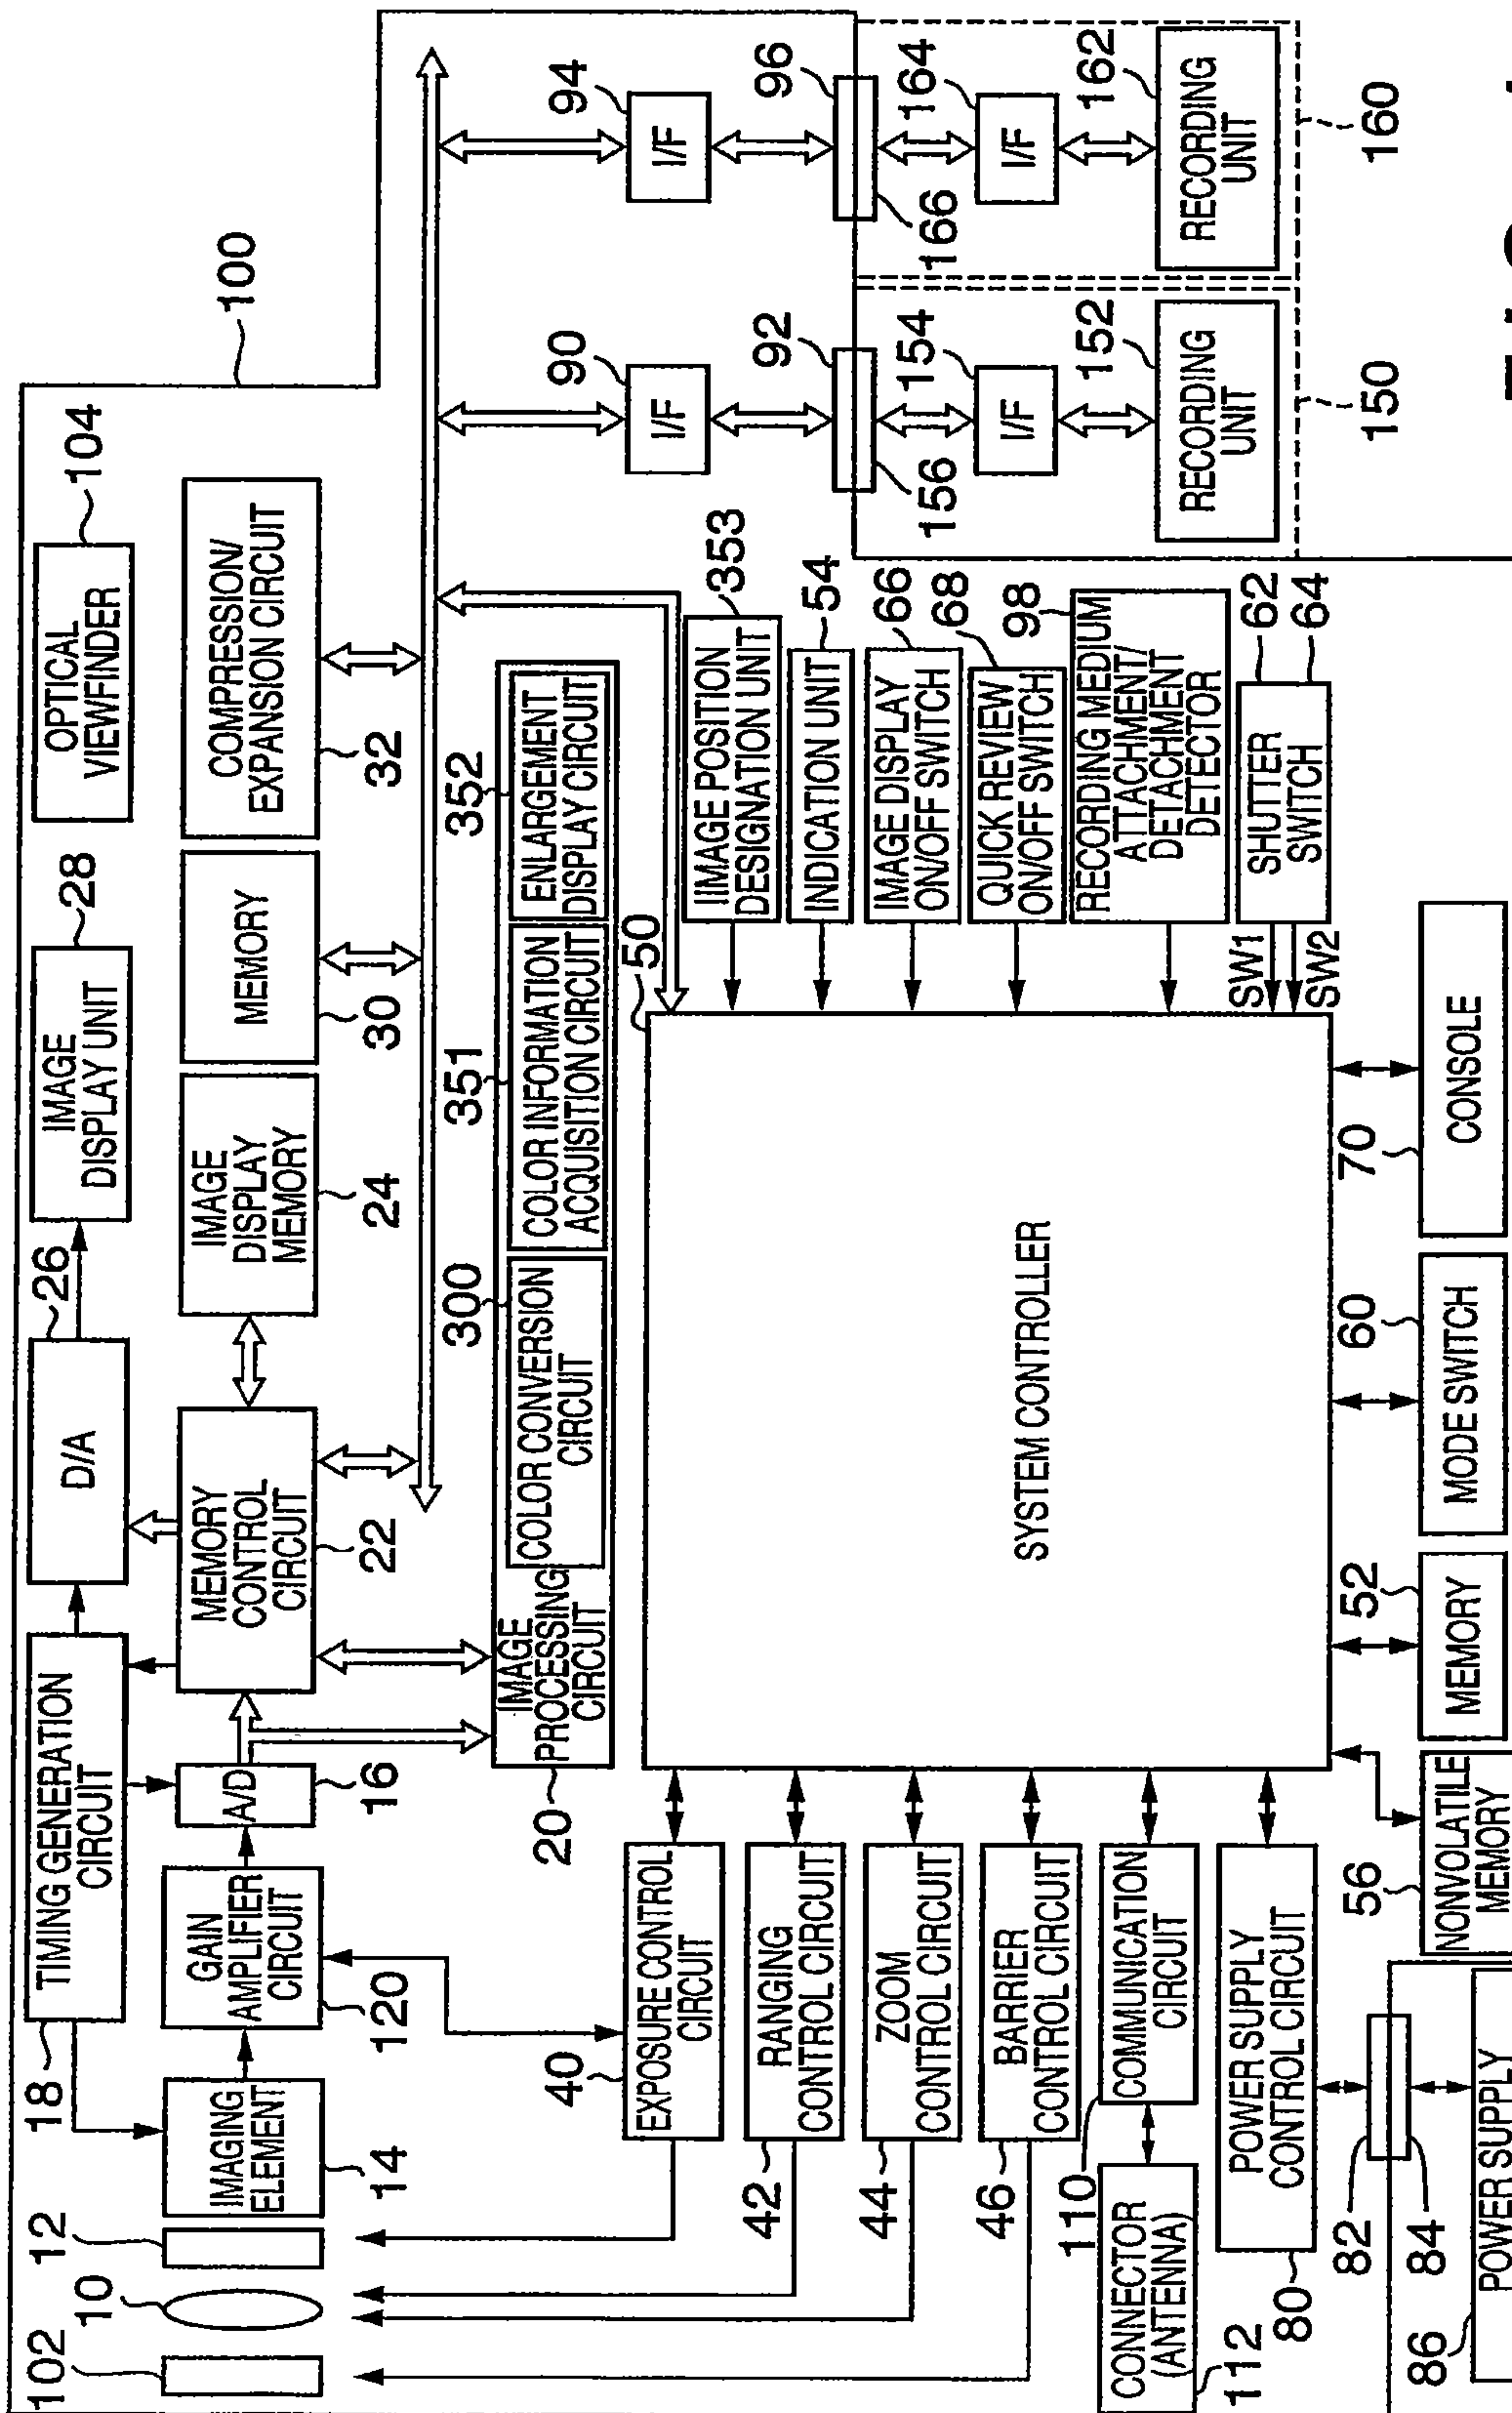 100
104
OPTICAL
VIEWFINDER
28
IMAGE
DISPLAY UNIT
26
D/A
18
TIMING GENERATION
CIRCUIT
COMPRESSION/
EXPANSION CIRCUIT
32
MEMORY
30
IMAGE
DISPLAY
MEMORY
24
MEMORY
CONTROL
CIRCUIT
22
A/D
16
GAIN
AMPLIFIER
CIRCUIT
120
IMAGING
ELEMENT
14
12
10
102
94
I/F
96
166
164
I/F
162
RECORDING
UNIT
160
90
I/F
92
156
154
I/F
152
RECORDING
UNIT
150
352
ENLARGEMENT
DISPLAY CIRCUIT
351
COLOR INFORMATION
ACQUISITION CIRCUIT
300
COLOR CONVERSION
CIRCUIT
IMAGE
PROCESSING
CIRCUIT
20
50
SYSTEM CONTROLLER
353
IIMAGE POSITION
DESIGNATION UNIT
54
INDICATION UNIT
66
IMAGE DISPLAY
ON/OFF SWITCH
68
QUICK REVIEW
ON/OFF SWITCH
98
RECORDING MEDIUM
ATTACHMENT/
DETACHMENT
DETECTOR
62
SHUTTER
SWITCH
64
SW1
SW2
40
EXPOSURE CONTROL
CIRCUIT
42
RANGING
CONTROL CIRCUIT
44
ZOOM
CONTROL CIRCUIT
46
BARRIER
CONTROL CIRCUIT
110
COMMUNICATION
CIRCUIT
CONNECTOR
(ANTENNA)
112
POWER SUPPLY
CONTROL CIRCUIT
80
82
84
86
POWER SUPPLY
56
NONVOLATILE
MEMORY
52
MEMORY
60
MODE SWITCH
70
CONSOLE